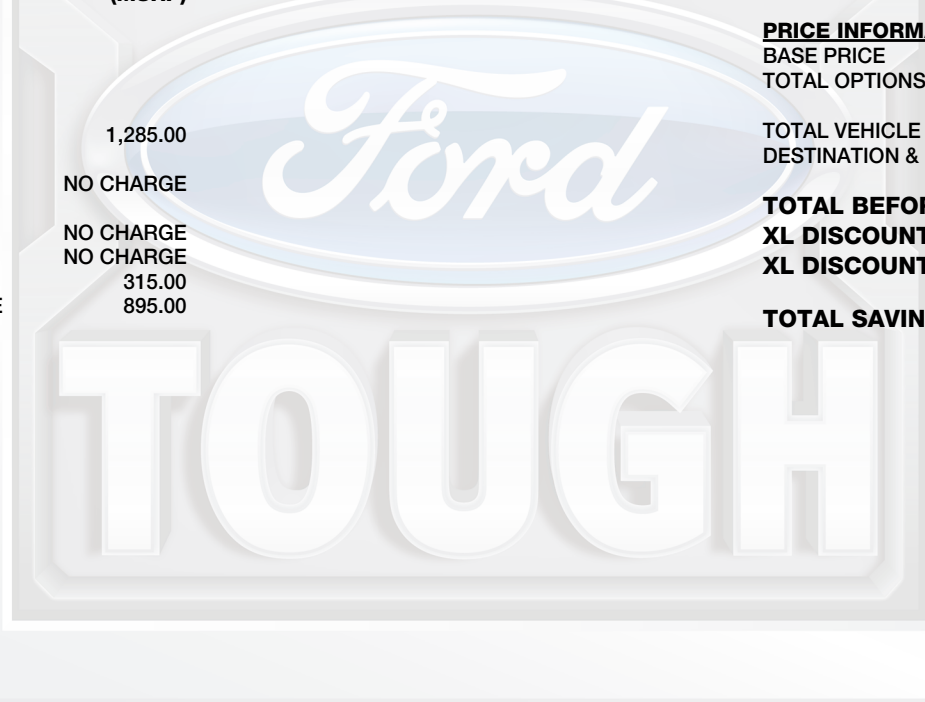 (MSRP)
1,285.00
NO CHARGE
NO CHARGE
NO CHARGE
315.00
895.00
PRICE INFORM
BASE PRICE
TOTAL OPTIONS
TOTAL VEHICLE
DESTINATION &
TOTAL BEFOR
XL DISCOUNT
XL DISCOUNT
TOTAL SAVIN
Ford
TOUGH